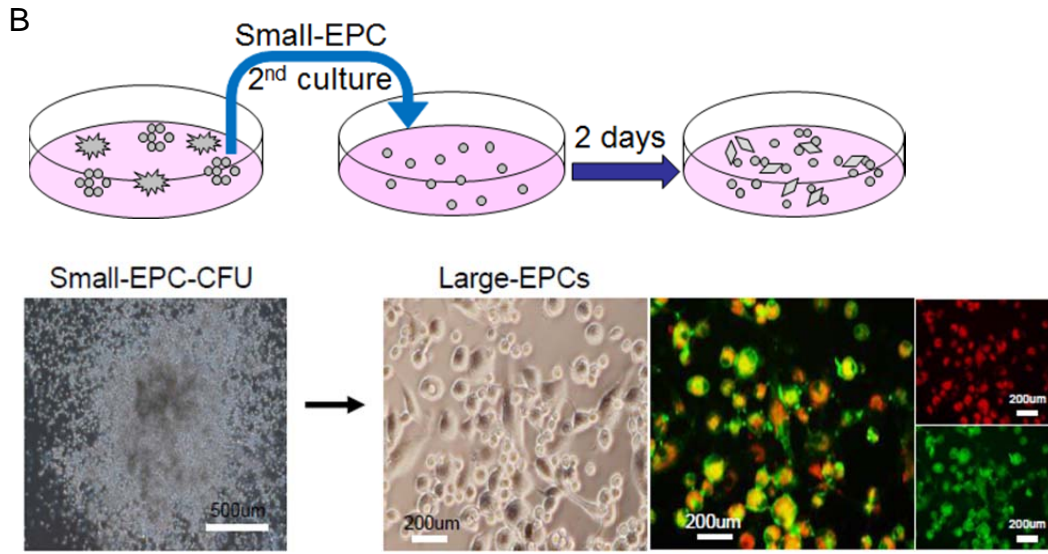 B
Small-EPC
2nd culture
2 days
Small-EPC-CFU
Large-EPCs
500um
200um
200um
200um
200um